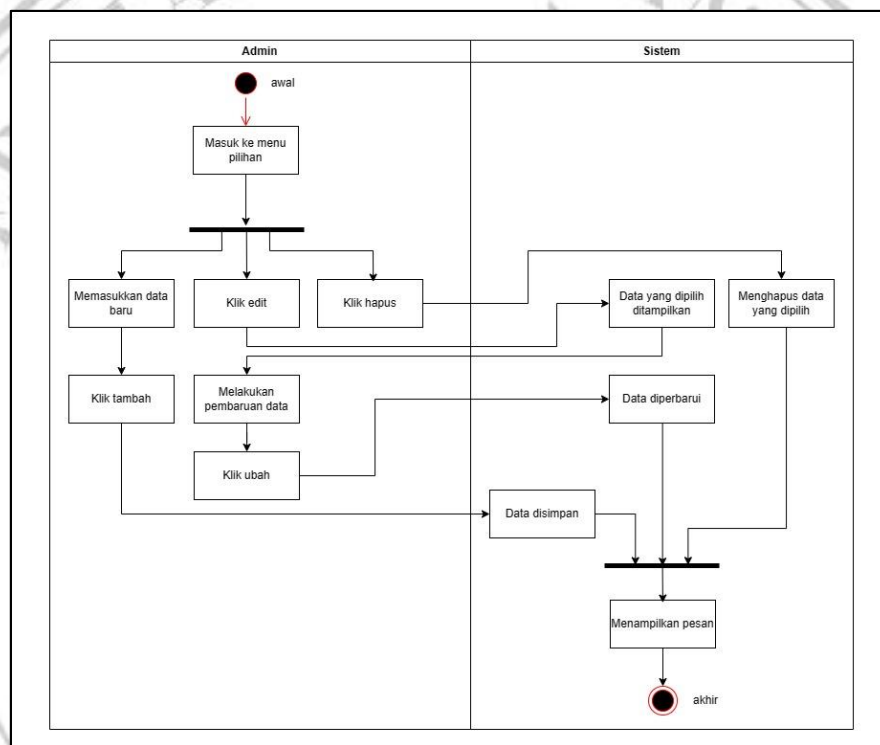 Admin
Sistem
awal
Masuk ke menu
pilihan
Memasukkan data
baru
Klik edit
Klik hapus
Data yang dipilih
ditampilkan
Menghapus data
yang dipilih
Klik tambah
Melakukan
pembaruan data
Data diperbarui
Klik ubah
Data disimpan
Menampilkan pesan
akhir